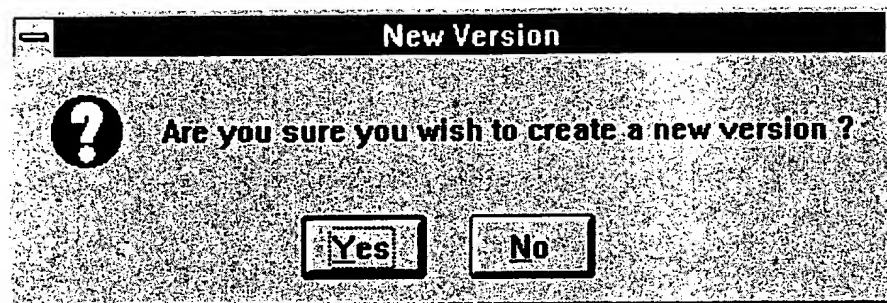 New Version
Are you sure you wish to create a new version ?
Yes
No